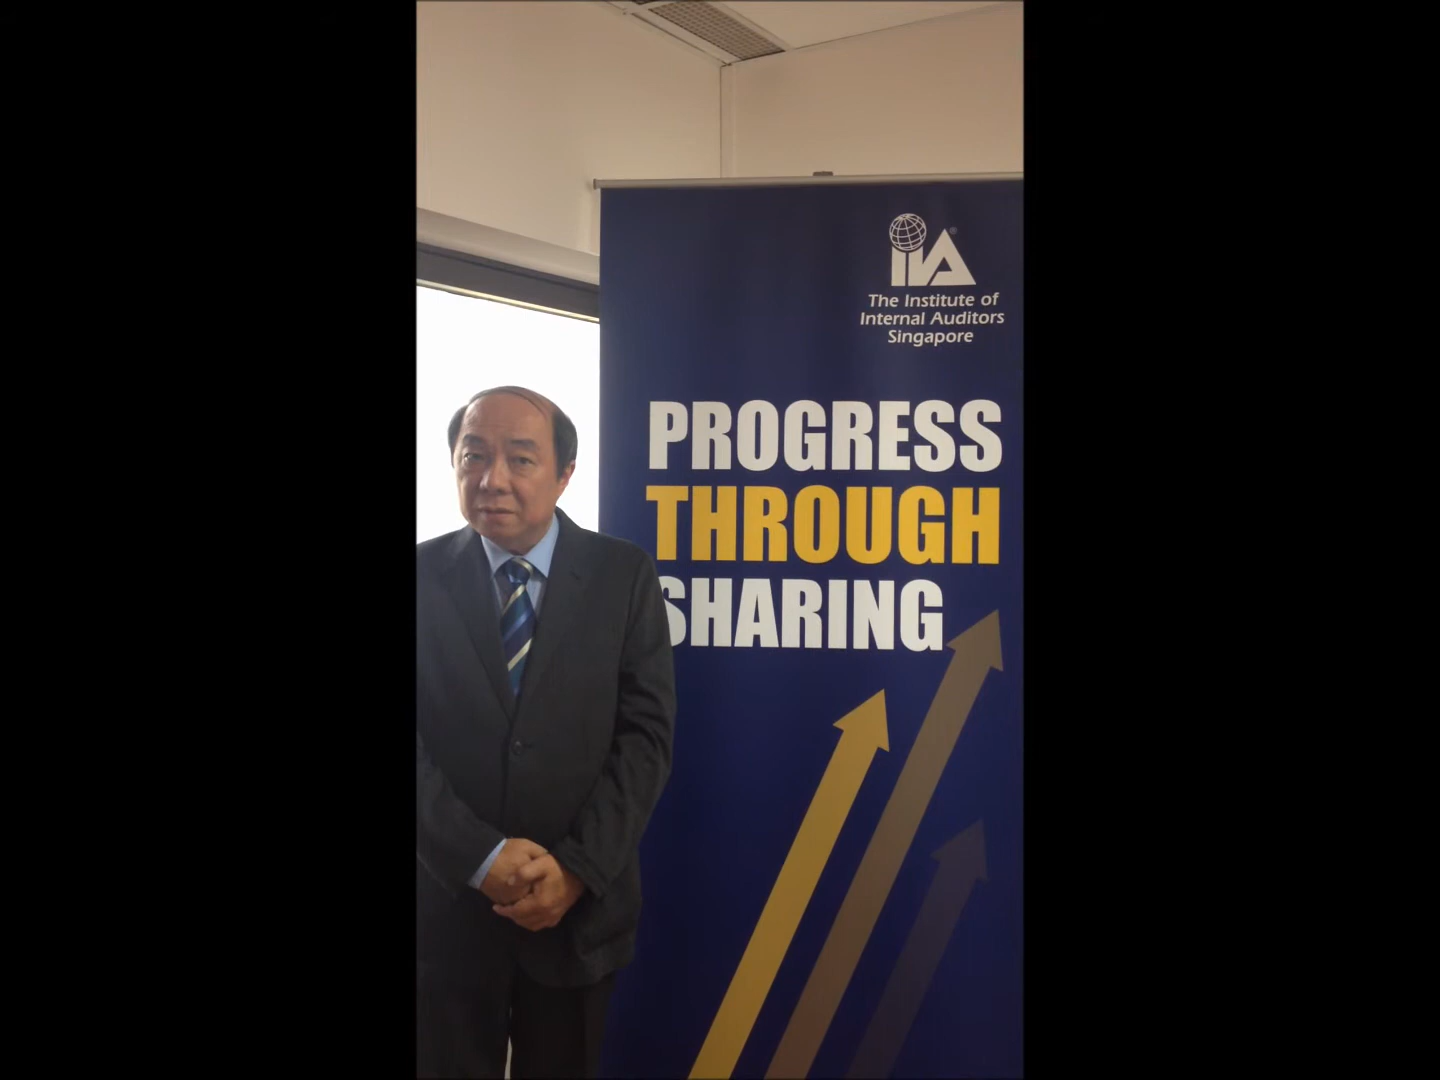 IIA®
The Institute of
Internal Auditors
Singapore
PROGRESS
THROUGH
SHARING